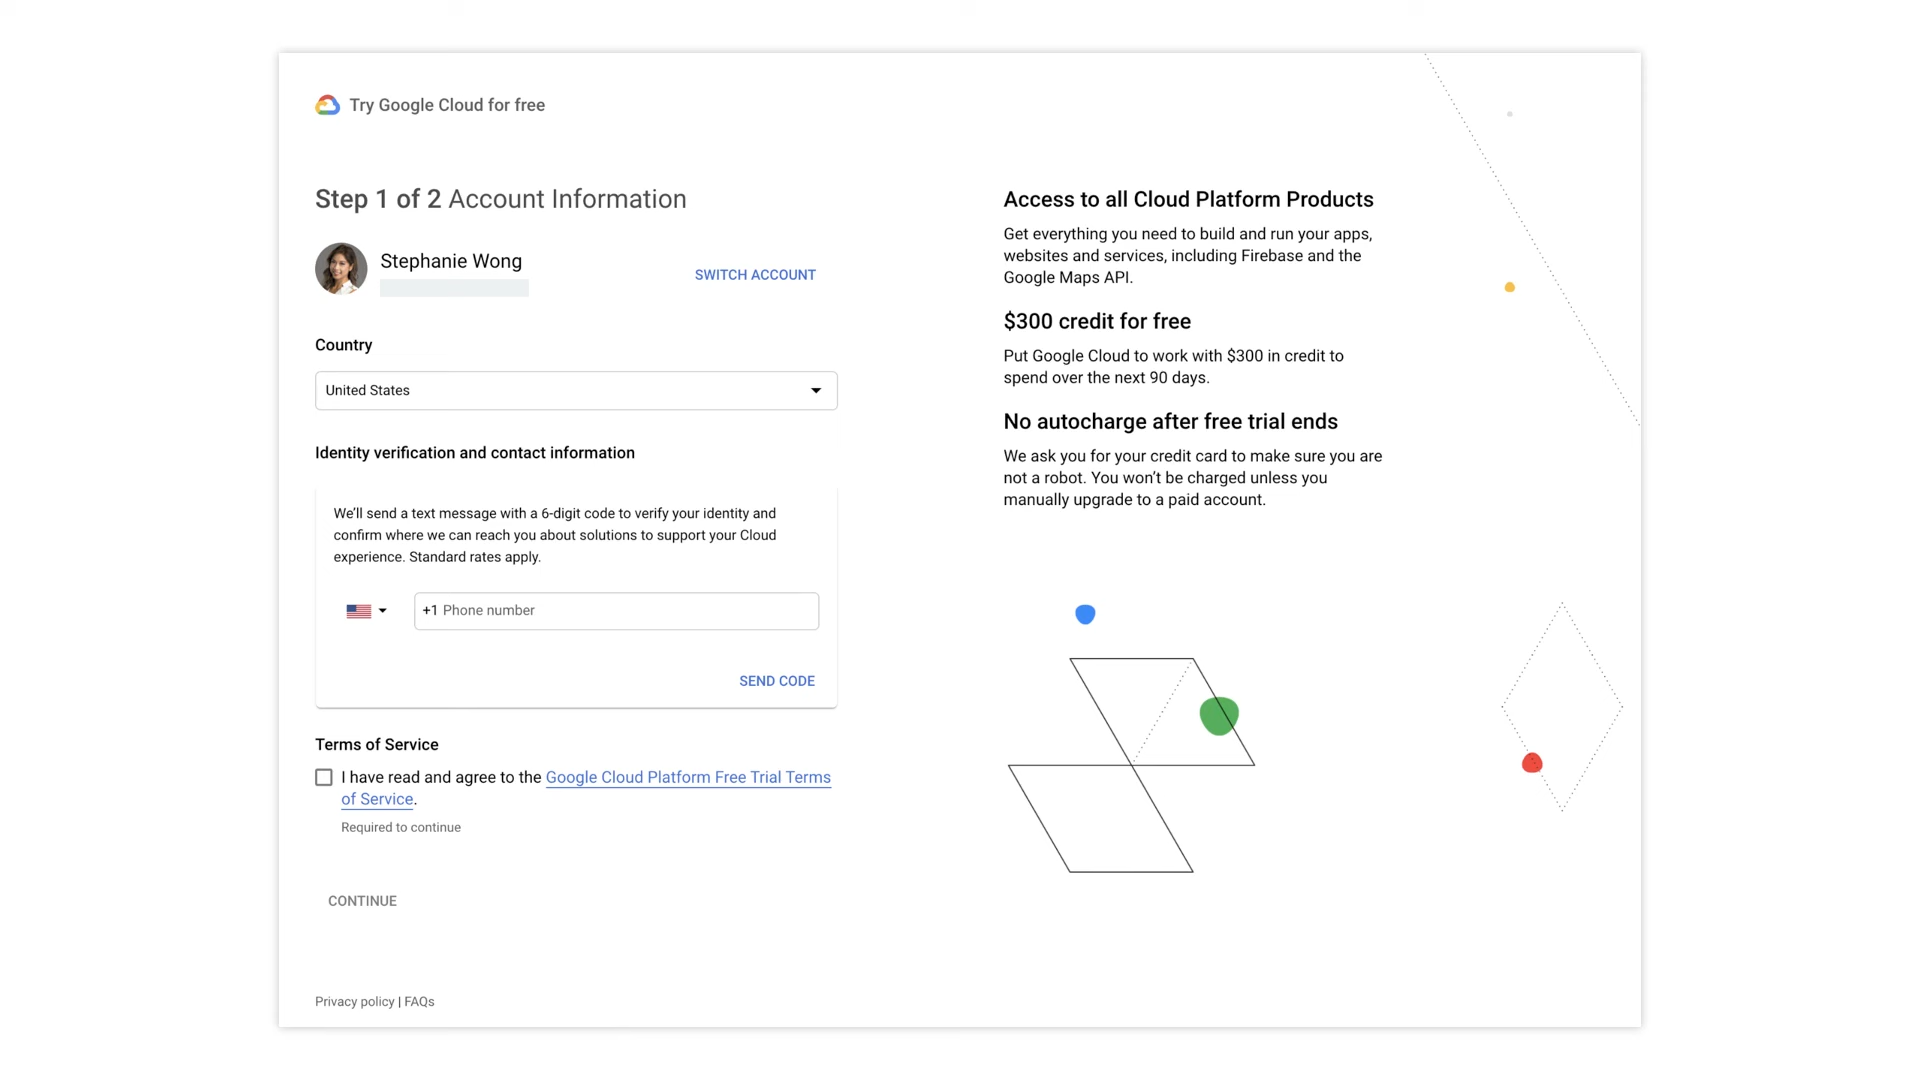 Try Google Cloud for free
Step 1 of 2 Account Information
Stephanie Wong
SWITCH ACCOUNT
Country
United States
Identity verification and contact information
We’ll send a text message with a 6-digit code to verify your identity and
confirm where we can reach you about solutions to support your Cloud
experience. Standard rates apply.
+1 Phone number
SEND CODE
Terms of Service
I have read and agree to the Google Cloud Platform Free Trial Terms
of Service.
Required to continue
CONTINUE
Privacy policy | FAQs
Access to all Cloud Platform Products
Get everything you need to build and run your apps,
websites and services, including Firebase and the
Google Maps API.
$300 credit for free
Put Google Cloud to work with $300 in credit to
spend over the next 90 days.
No autocharge after free trial ends
We ask you for your credit card to make sure you are
not a robot. You won’t be charged unless you
manually upgrade to a paid account.